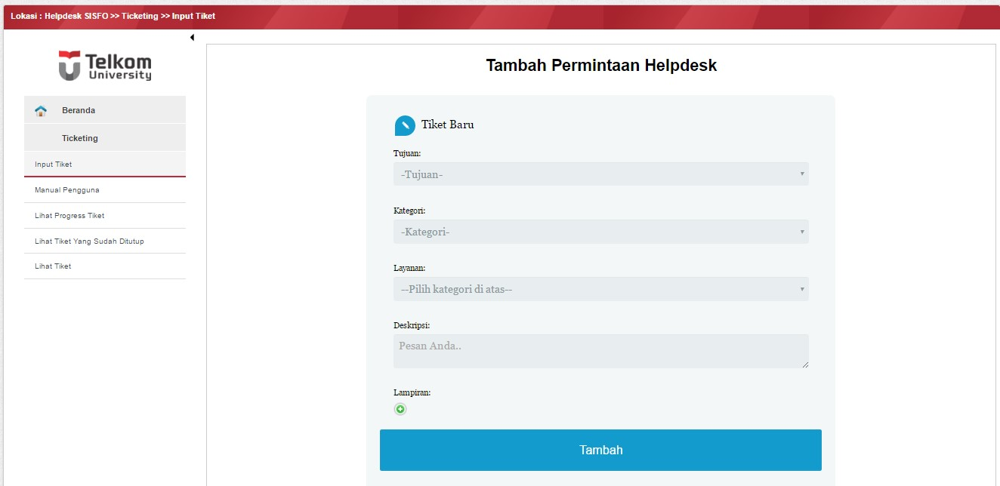 Lokasi : Helpdesk SISFO >> Ticketing >> Input Tiket
Telkom
University
Beranda
Ticketing
Input Tiket
Manual Pengguna
Lihat Progress Tiket
Lihat Tiket Yang Sudah Ditutup
Lihat Tiket
Tambah Permintaan Helpdesk
Tiket Baru
Tujuan:
-Tujuan-
Kategori:
-Kategori-
Layanan:
--Pilih kategori di atas--
Deskripsi:
Pesan Anda..
Lampiran:
Tambah